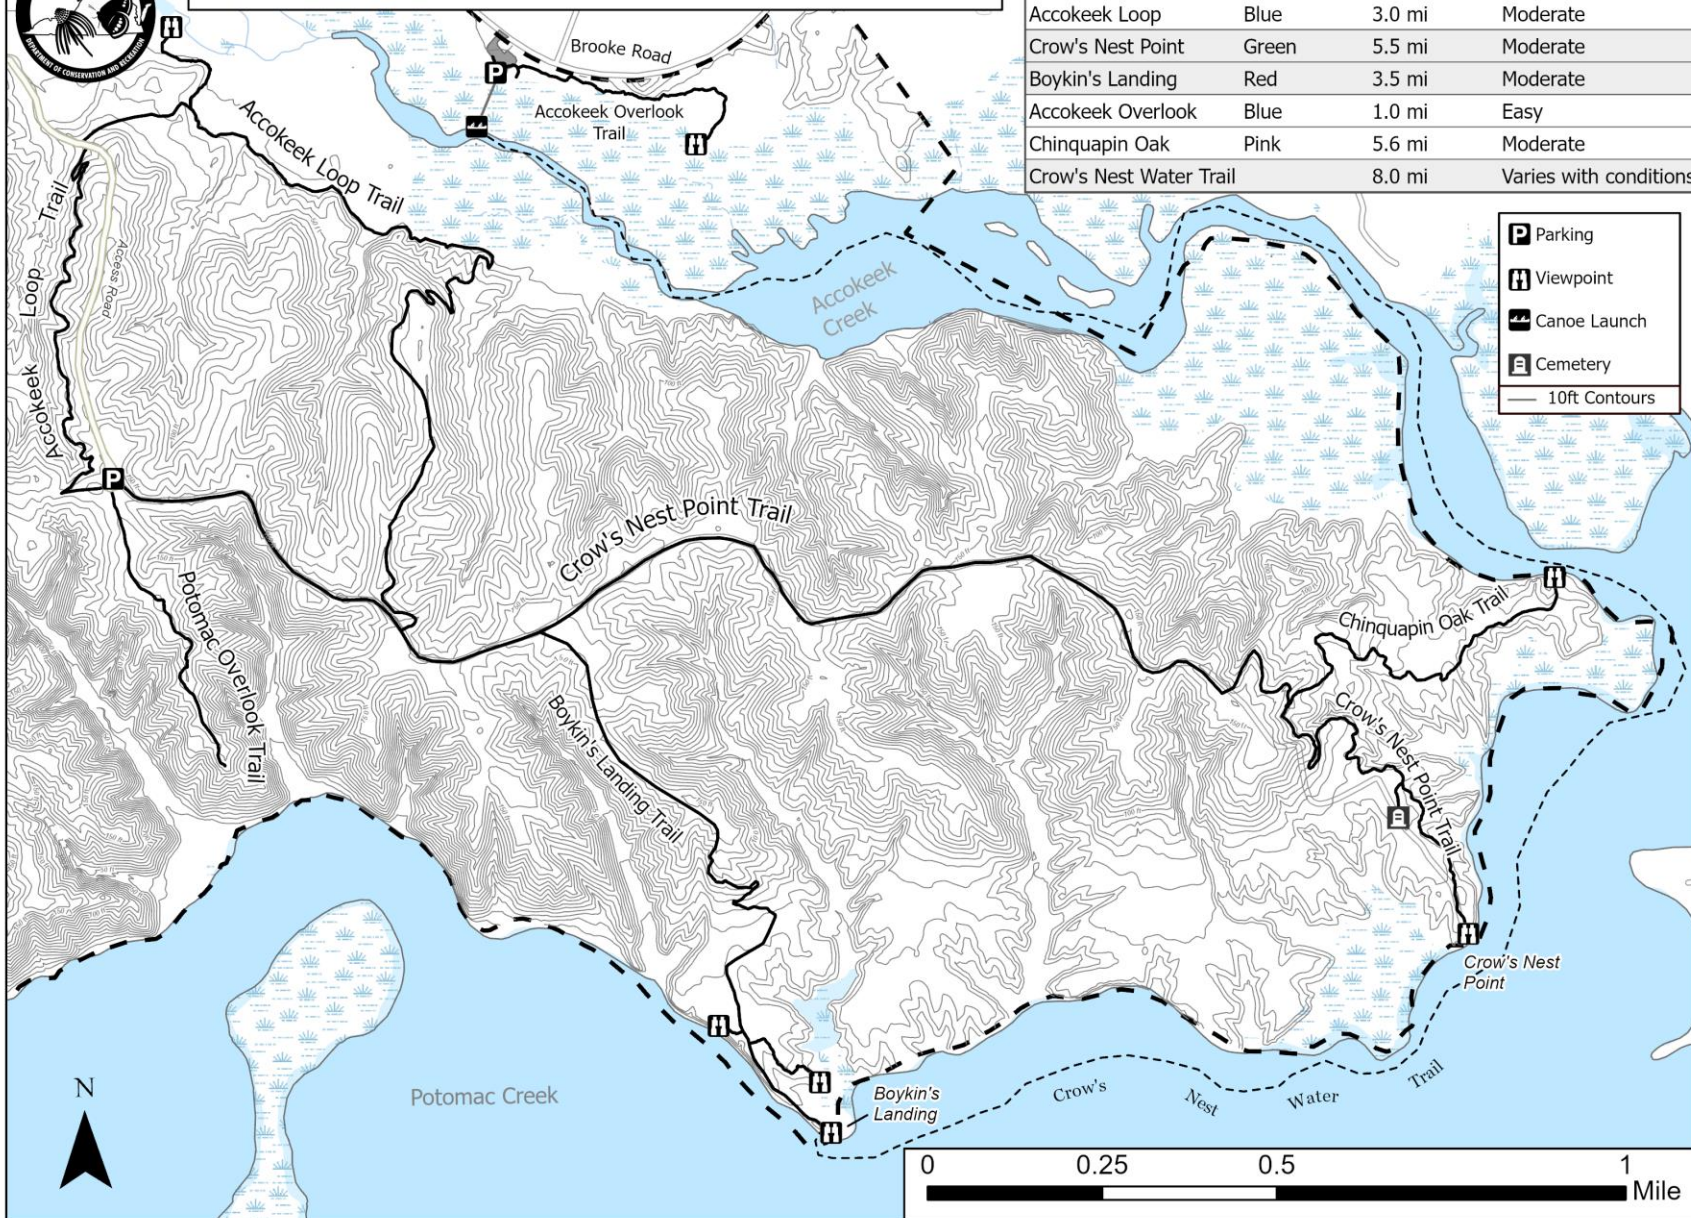 DEPARTMENT OF CONSERVATION AND RECREATION
Accokeek Loop Blue 3.0 mi Moderate
Crow's Nest Point Green 5.5 mi Moderate
Boykin's Landing Red 3.5 mi Moderate
Accokeek Overlook Blue 1.0 mi Easy
Chinquapin Oak Pink 5.6 mi Moderate
Crow's Nest Water Trail 8.0 mi Varies with conditions
Brooke Road
P
Accokeek Overlook
Trail
Accokeek Loop Trail
Accokeek Loop Trail
Access Road
Accokeek
Creek
P Parking
Viewpoint
Canoe Launch
Cemetery
10ft Contours
P
Crow's Nest Point Trail
Potomac Overlook Trail
Boykin's Landing Trail
Chinquapin Oak Trail
Crow's Nest Point Trail
Crow's Nest
Point
Boykin's
Landing
Potomac Creek
Crow's Nest Water Trail
N
0 0.25 0.5 1
Mile